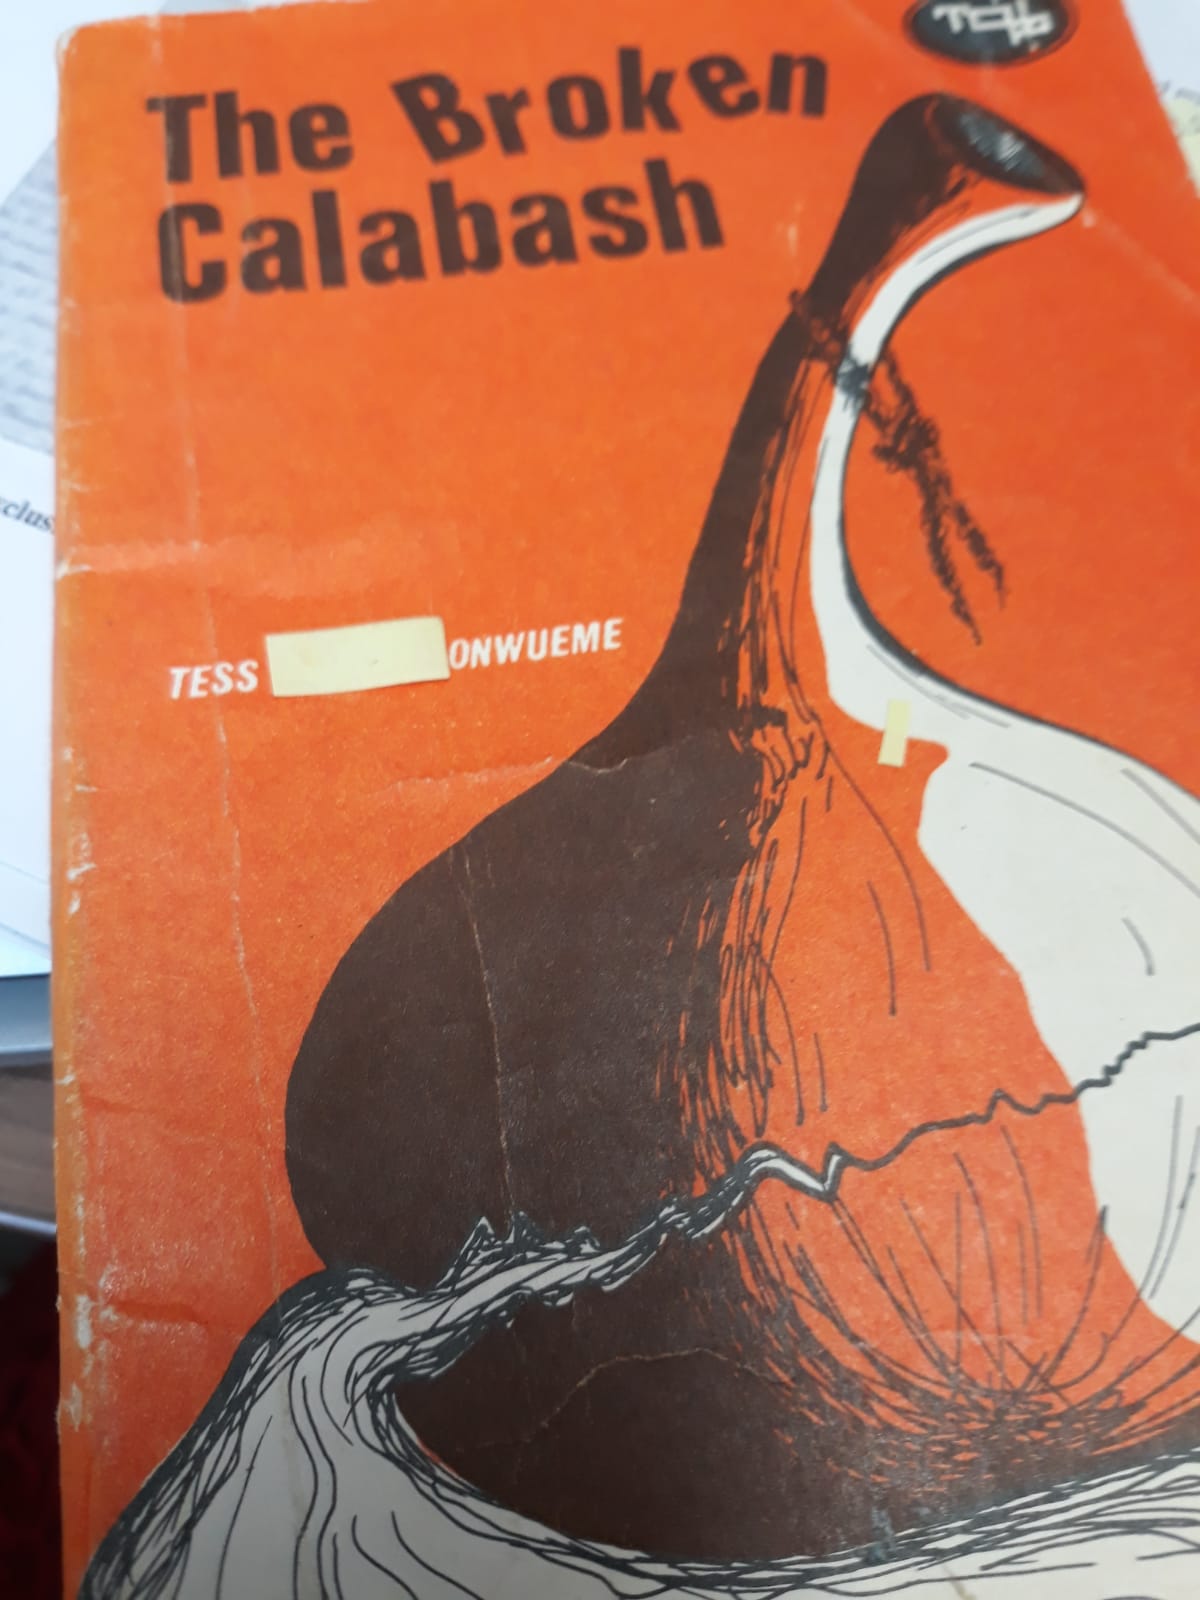 The Broken
Calabash
TESS ONWUEME